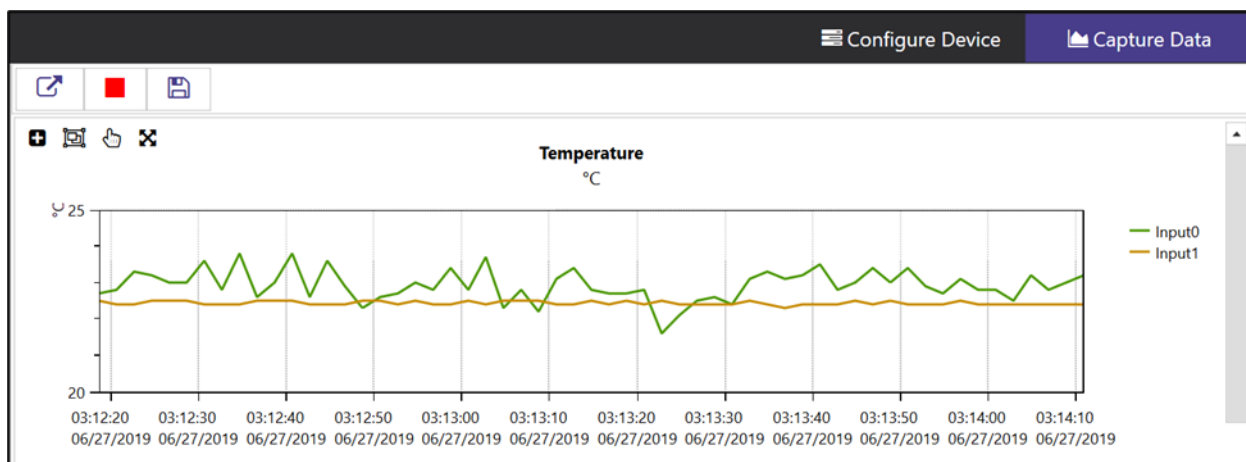 Configure Device Capture Data
Temperature
°C
°C 25
Input0
Input1
20
03:12:20 03:12:30 03:12:40 03:12:50 03:13:00 03:13:10 03:13:20 03:13:30 03:13:40 03:13:50 03:14:00 03:14:10
06/27/2019 06/27/2019 06/27/2019 06/27/2019 06/27/2019 06/27/2019 06/27/2019 06/27/2019 06/27/2019 06/27/2019 06/27/2019 06/27/2019